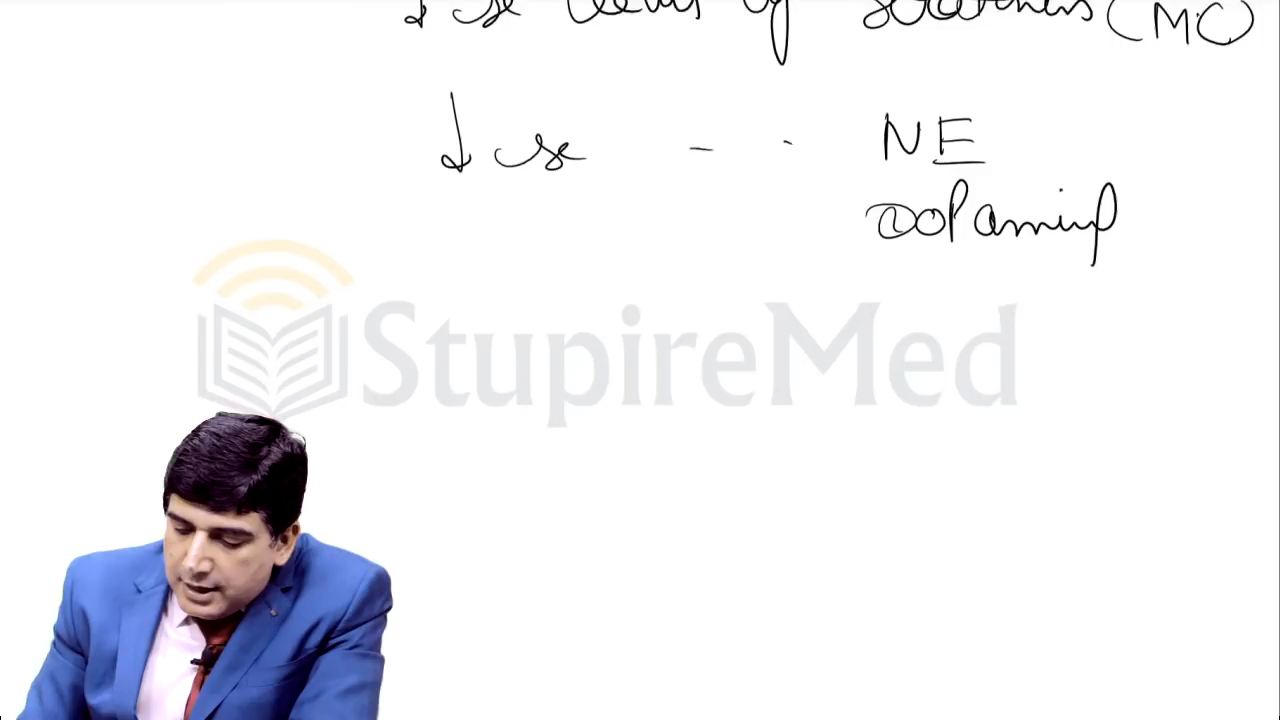 ↓ se levels of serotonin (MC)
↓ se - - NE
Dopamine
StupireMed